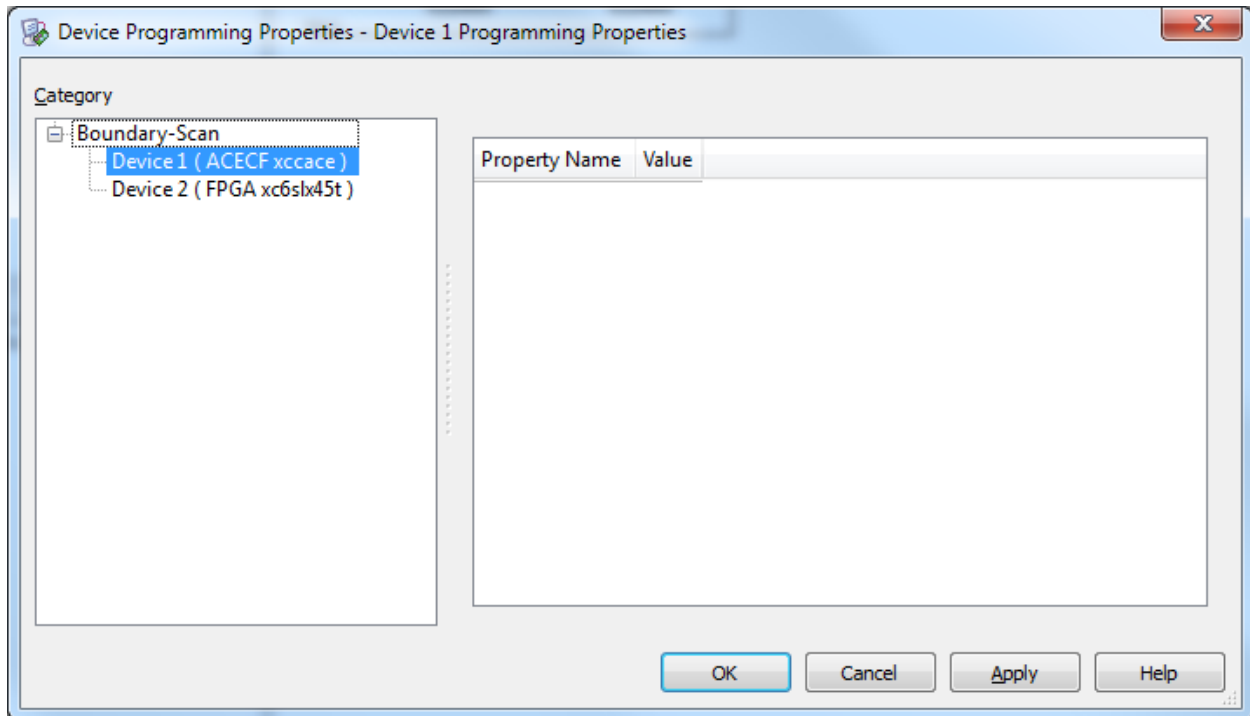 Device Programming Properties - Device 1 Programming Properties
Category
Boundary-Scan
Device 1 ( ACECF xccace )
Device 2 ( FPGA xc6slx45t )
Property Name Value
OK Cancel Apply Help